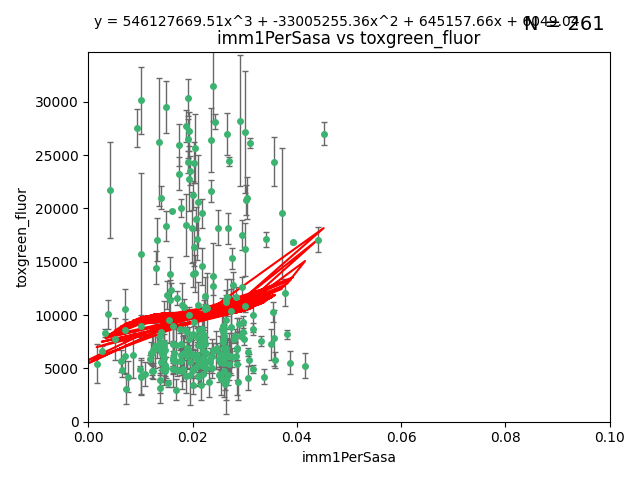 y = 546127669.51x^3 + -33005255.36x^2 + 645157.66x + 6049.04
N = 261
imm1PerSasa vs toxgreen_fluor
30000
25000
20000
15000
10000
5000
0
toxgreen_fluor
0.00 0.02 0.04 0.06 0.08 0.10
imm1PerSasa